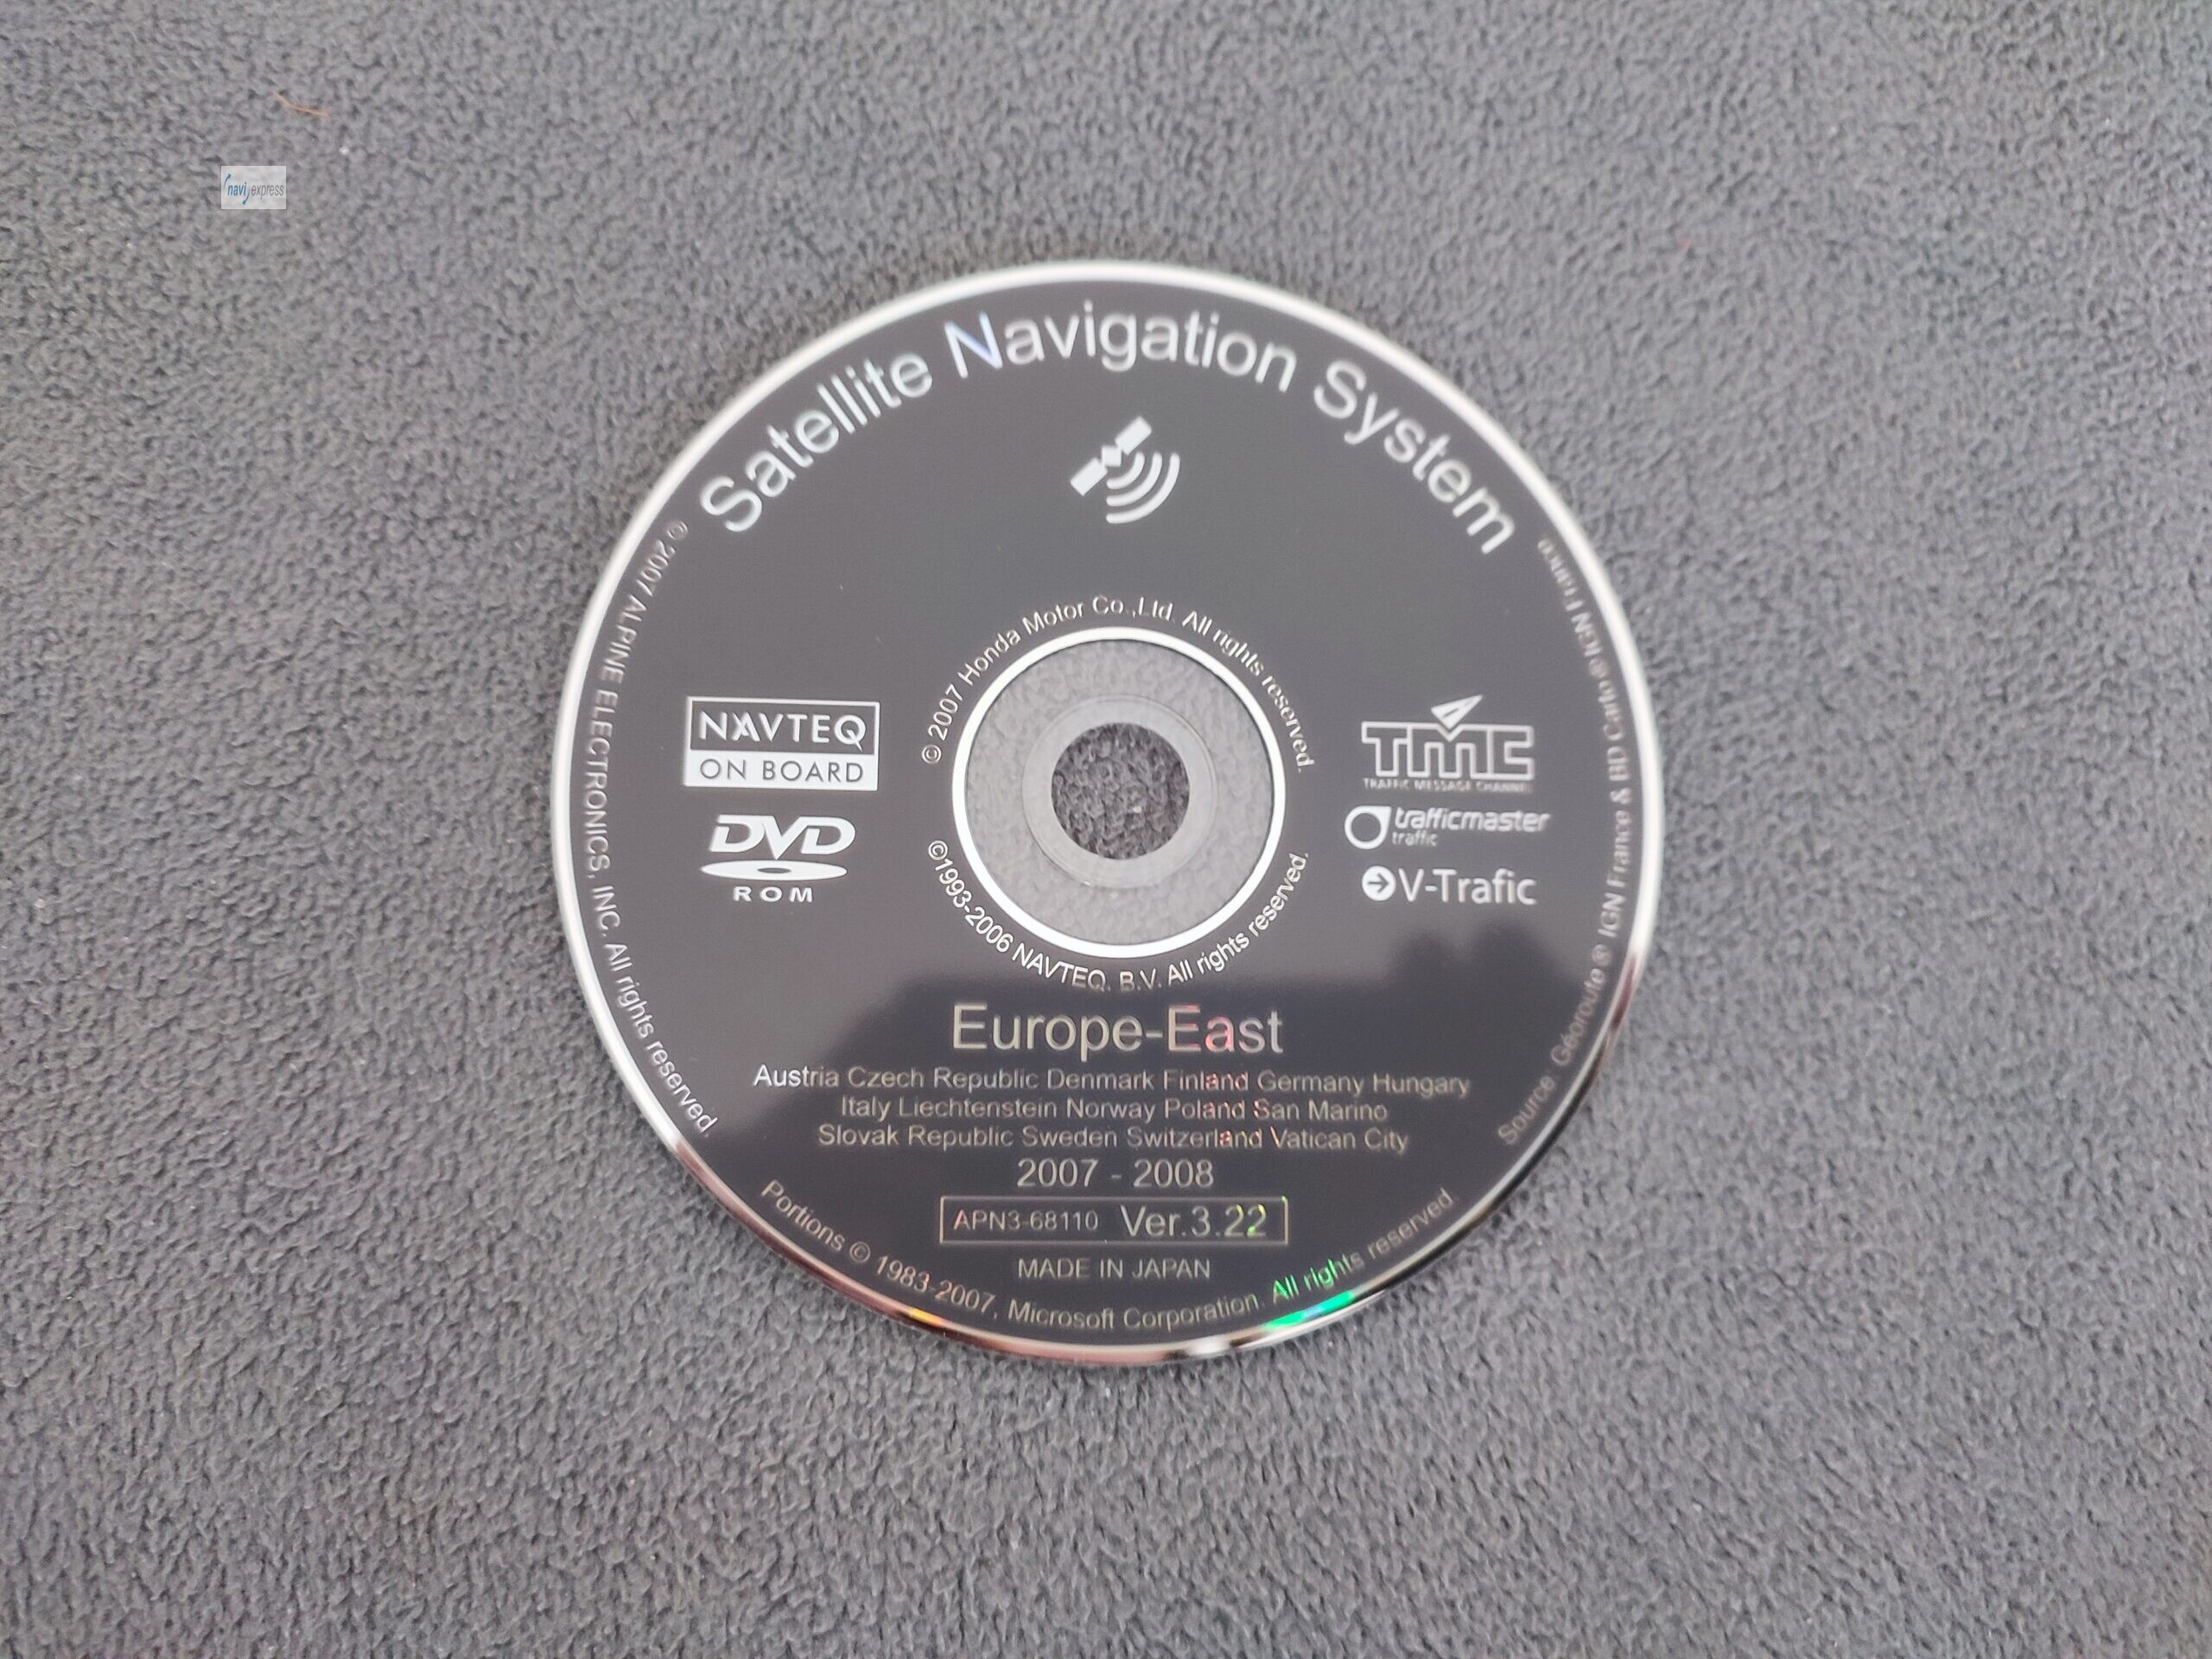 navi express
Satellite Navigation System
© 2007 ALPINE ELECTRONICS, INC. All rights reserved.
© 2007 Honda Motor Co.,Ltd. All rights reserved.
NAVTEQ
ON BOARD
DVD
ROM
TMC
TRAFFIC MESSAGE CHANNEL
trafficmaster
traffic
V-Trafic
©1993-2006 NAVTEQ. B.V. All rights reserved.
Source: Géoroute ® IGN France & BD Carto ® IGN France
Europe-East
Austria Czech Republic Denmark Finland Germany Hungary
Italy Liechtenstein Norway Poland San Marino
Slovak Republic Sweden Switzerland Vatican City
2007 - 2008
APN3-68110 Ver.3.22
MADE IN JAPAN
Portions © 1983-2007, Microsoft Corporation. All rights reserved.